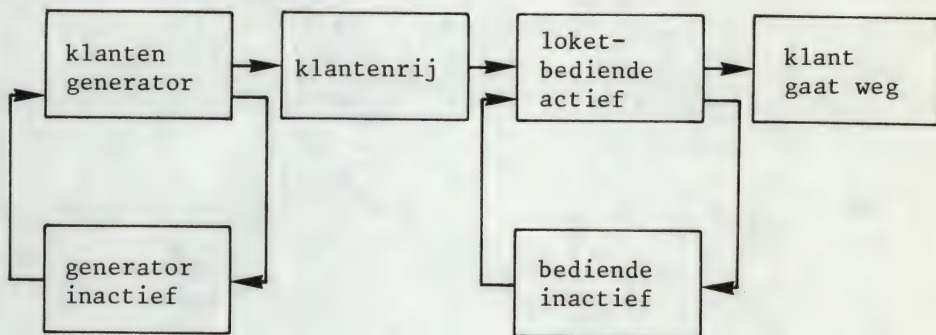 klanten
generator
klantenrij
loket-
bediende
actief
klant
gaat weg
generator
inactief
bediende
inactief